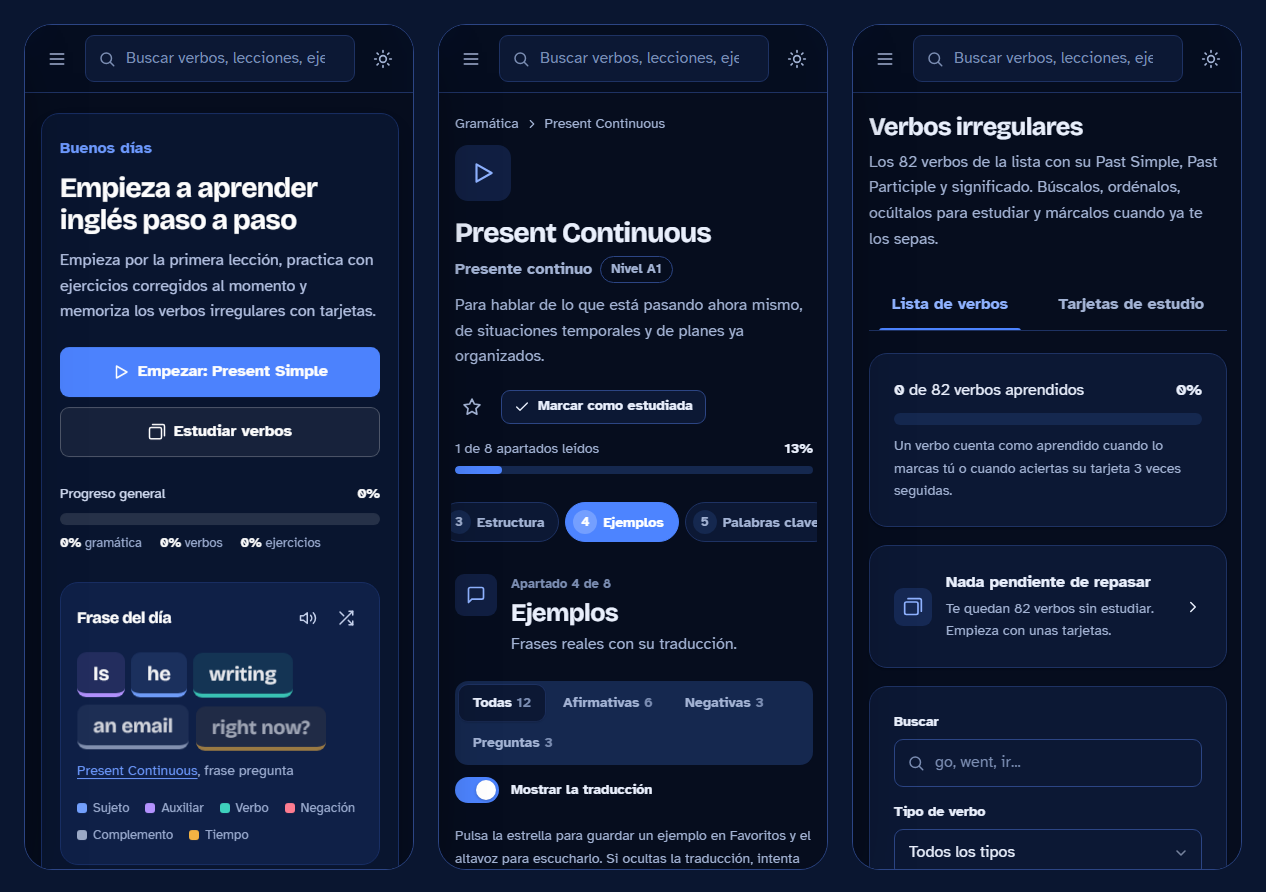 Buscar verbos, lecciones, eje
Buenos días
Empieza a aprender
inglés paso a paso
Empieza por la primera lección, practica con
ejercicios corregidos al momento y
memoriza los verbos irregulares con tarjetas.
Empezar: Present Simple
Estudiar verbos
Progreso general 0%
0% gramática 0% verbos 0% ejercicios
Frase del día
Is he writing
an email right now?
Present Continuous, frase pregunta
Sujeto Auxiliar Verbo Negación
Complemento Tiempo
Buscar verbos, lecciones, eje
Gramática > Present Continuous
Present Continuous
Presente continuo Nivel A1
Para hablar de lo que está pasando ahora mismo,
de situaciones temporales y de planes ya
organizados.
Marcar como estudiada
1 de 8 apartados leídos 13%
3 Estructura 4 Ejemplos 5 Palabras clave
Apartado 4 de 8
Ejemplos
Frases reales con su traducción.
Todas 12 Afirmativas 6 Negativas 3
Preguntas 3
Mostrar la traducción
Pulsa la estrella para guardar un ejemplo en Favoritos y el
altavoz para escucharlo. Si ocultas la traducción, intenta
Buscar verbos, lecciones, eje
Verbos irregulares
Los 82 verbos de la lista con su Past Simple, Past
Participle y significado. Búscalos, ordénalos,
ocúltalos para estudiar y márcalos cuando ya te
los sepas.
Lista de verbos Tarjetas de estudio
0 de 82 verbos aprendidos 0%
Un verbo cuenta como aprendido cuando lo
marcas tú o cuando aciertas su tarjeta 3 veces
seguidas.
Nada pendiente de repasar
Te quedan 82 verbos sin estudiar.
Empieza con unas tarjetas.
Buscar
go, went, ir...
Tipo de verbo
Todos los tipos